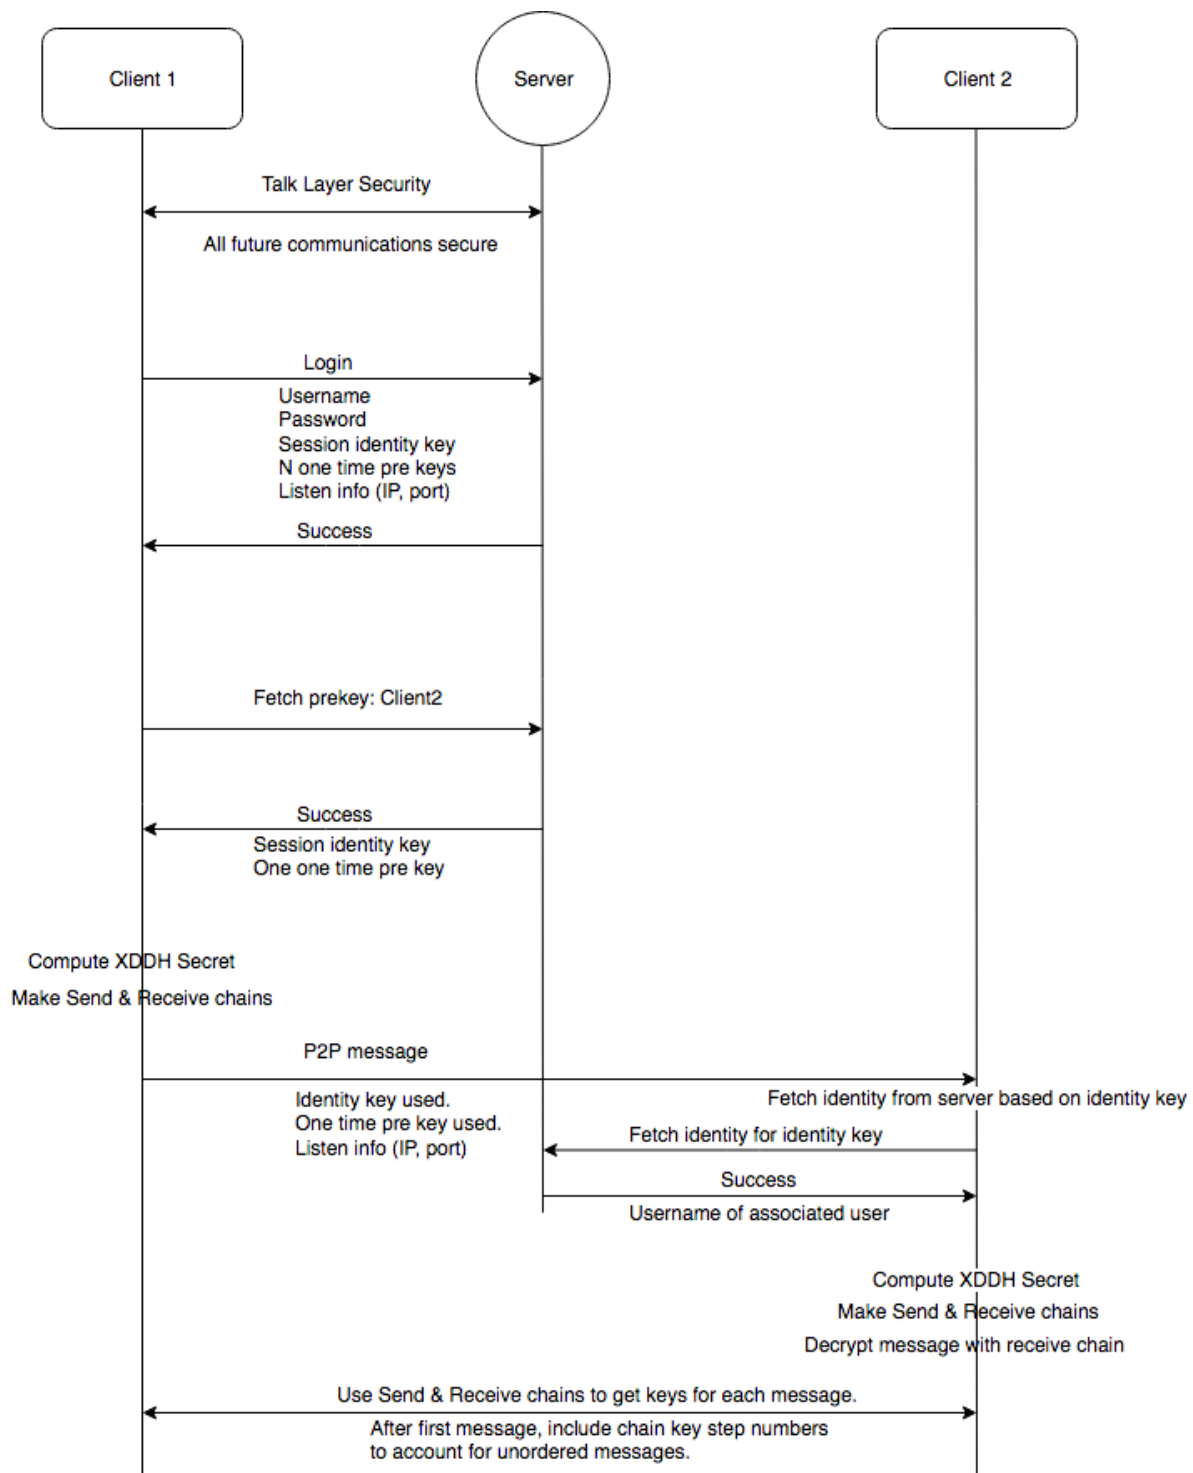 Client 1
Server
Client 2
Talk Layer Security
All future communications secure
Login
Username
Password
Session identity key
N one time pre keys
Listen info (IP, port)
Success
Fetch prekey: Client2
Success
Session identity key
One one time pre key
Compute XDDH Secret
Make Send & Receive chains
P2P message
Identity key used.
One time pre key used.
Listen info (IP, port)
Fetch identity from server based on identity key
Fetch identity for identity key
Success
Username of associated user
Compute XDDH Secret
Make Send & Receive chains
Decrypt message with receive chain
Use Send & Receive chains to get keys for each message.
After first message, include chain key step numbers
to account for unordered messages.